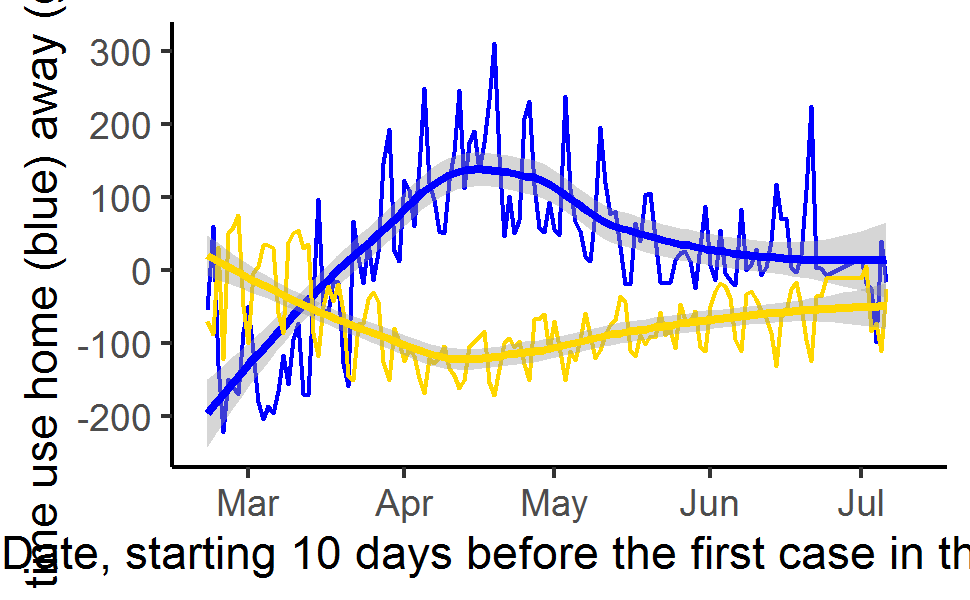 time use home (blue) away (
300
200
100
0
-100
-200
Mar Apr May Jun Jul
Date, starting 10 days before the first case in th